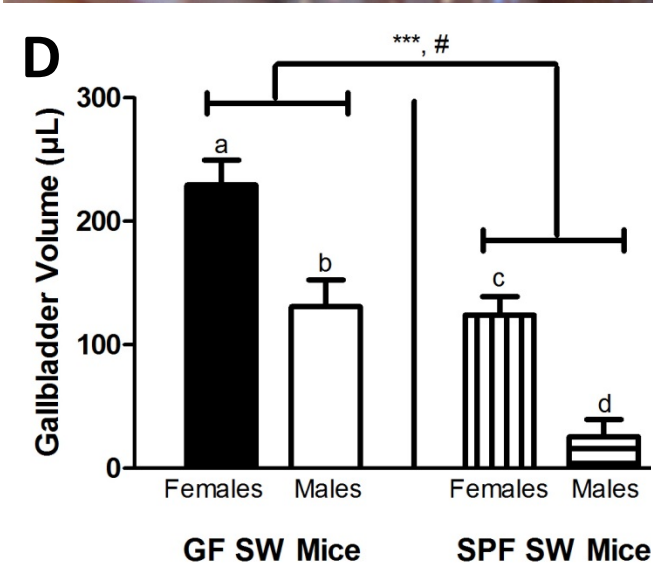 D
***, #
Gallbladder Volume (µL)
300
200
100
0
a
b
c
d
Females
Males
Females
Males
GF SW Mice
SPF SW Mice